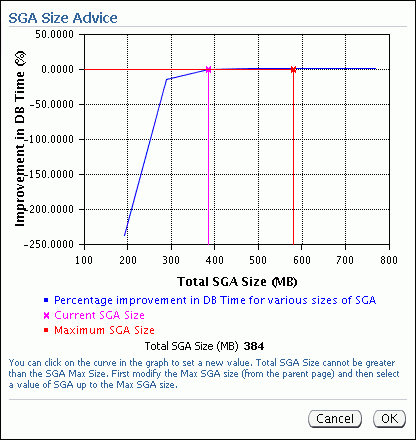 SGA Size Advice
Improvement in DB Time (%)
50.0000
0.0000
-50.0000
-100.0000
-150.0000
-200.0000
-250.0000
100 200 300 400 500 600 700 800
Total SGA Size (MB)
Percentage improvement in DB Time for various sizes of SGA
Current SGA Size
Maximum SGA Size
Total SGA Size (MB) 384
You can click on the curve in the graph to set a new value. Total SGA Size cannot be greater
than the SGA Max Size. First modify the Max SGA size (from the parent page) and then select
a value of SGA up to the Max SGA size.
Cancel OK